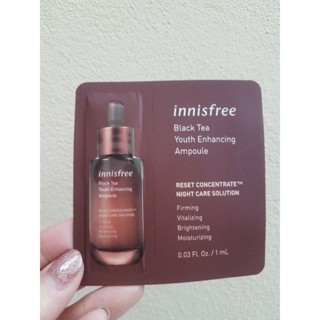 innisfree
Black Tea
Youth Enhancing
Ampoule
RESET CONCENTRATE™
NIGHT CARE SOLUTION
Firming
Vitalizing
Brightening
Moisturizing
0.03 FL.Oz. / 1 mL
innisfree
Black Tea
Youth Enhancing
Ampoule